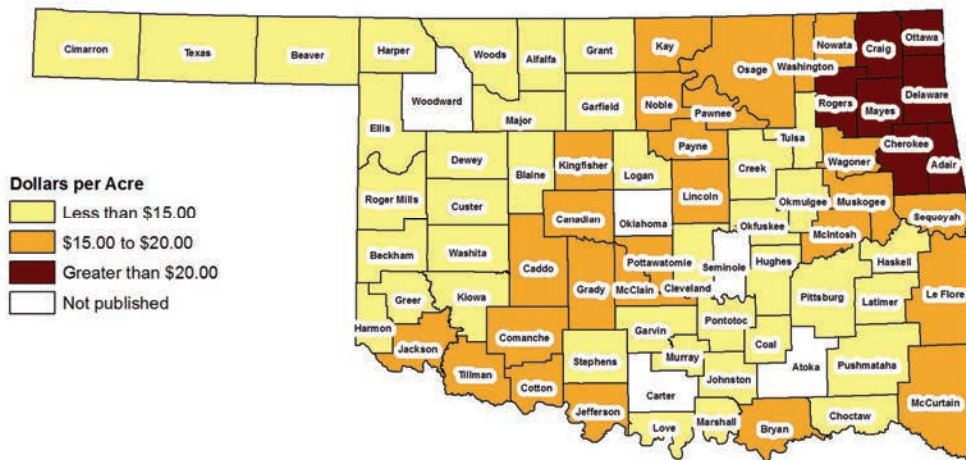 Cimarron
Texas
Beaver
Harper
Woods
Alfalfa
Grant
Kay
Osage
Washington
Nowata
Craig
Ottawa
Woodward
Ellis
Major
Garfield
Noble
Pawnee
Rogers
Mayes
Delaware
Dewey
Blaine
Kingfisher
Logan
Payne
Creek
Tulsa
Wagoner
Cherokee
Adair
Dollars per Acre
Less than $15.00
$15.00 to $20.00
Greater than $20.00
Not published
Roger Mills
Custer
Canadian
Oklahoma
Lincoln
Okmulgee
Muskogee
Sequoyah
Beckham
Washita
Caddo
Grady
McClain
Cleveland
Pottawatomie
Seminole
Okfuskee
Hughes
McIntosh
Haskell
Le Flore
Harmon
Greer
Kiowa
Jackson
Comanche
Tillman
Cotton
Stephens
Jefferson
Garvin
Murray
Pontotoc
Coal
Pittsburg
Latimer
Pushmataha
Atoka
Johnston
Carter
Love
Marshall
Bryan
Choctaw
McCurtain